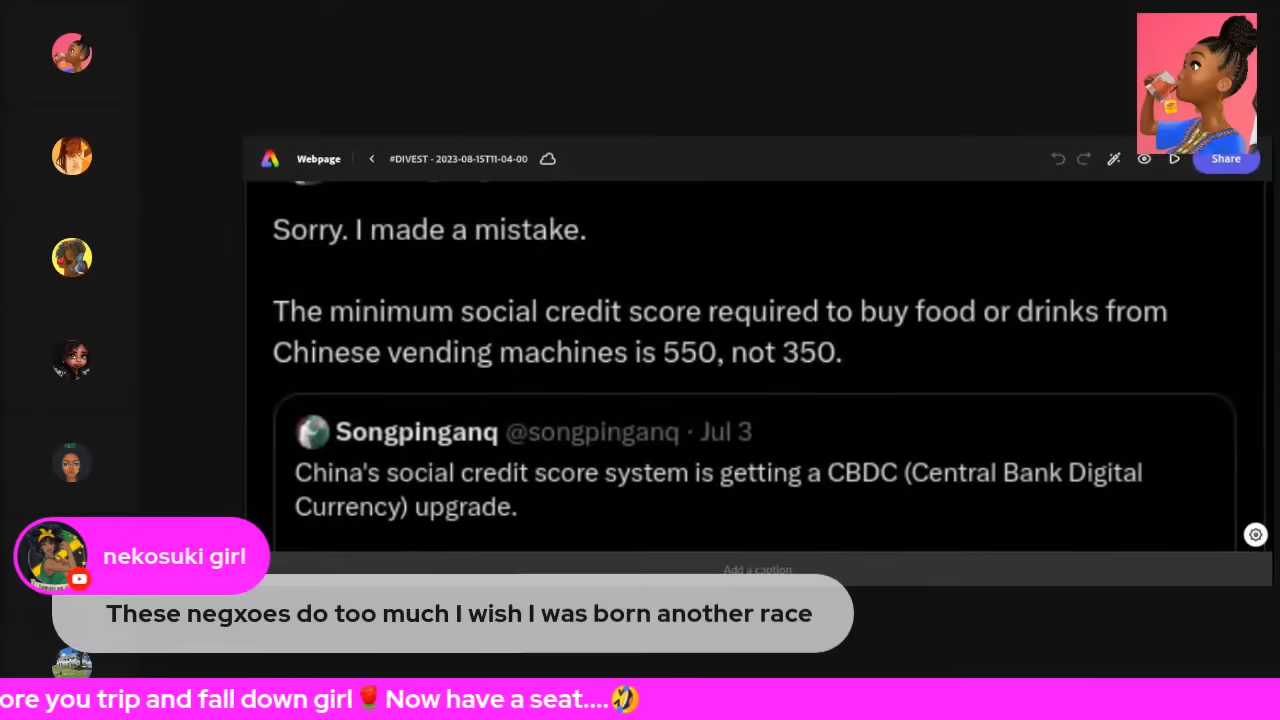 Webpage
#DIVEST - 2023-08-15T11-04-00
Share
Sorry. I made a mistake.
The minimum social credit score required to buy food or drinks from
Chinese vending machines is 550, not 350.
Songpinganq @songpinganq · Jul 3
China's social credit score system is getting a CBDC (Central Bank Digital
Currency) upgrade.
Add a caption
nekosuki girl
These negxoes do too much I wish I was born another race
ore you trip and fall down girl🌹Now have a seat....🤣